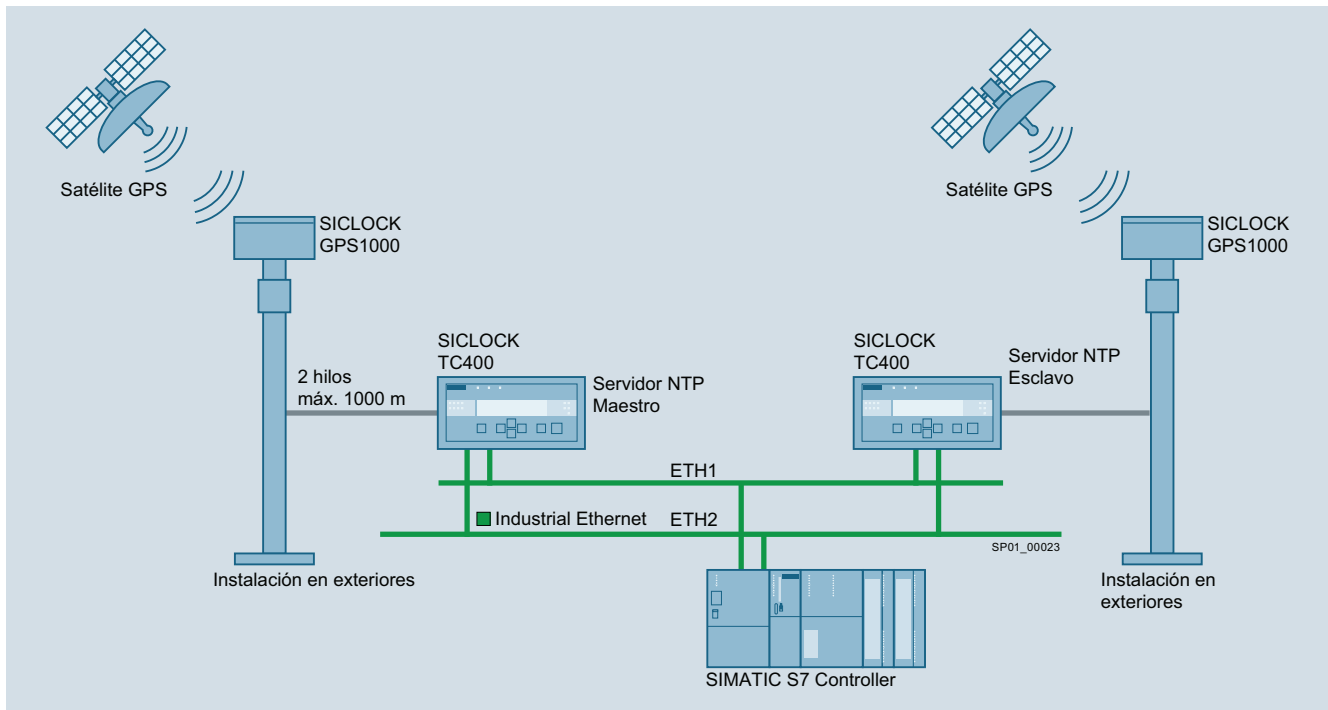 Satélite GPS
Satélite GPS
SICLOCK
GPS1000
SICLOCK
GPS1000
SICLOCK
TC400
SICLOCK
TC400
2 hilos
máx. 1000 m
Servidor NTP
Maestro
Servidor NTP
Esclavo
ETH1
Industrial Ethernet
ETH2
SP01_00023
Instalación en exteriores
Instalación en
exteriores
SIMATIC S7 Controller